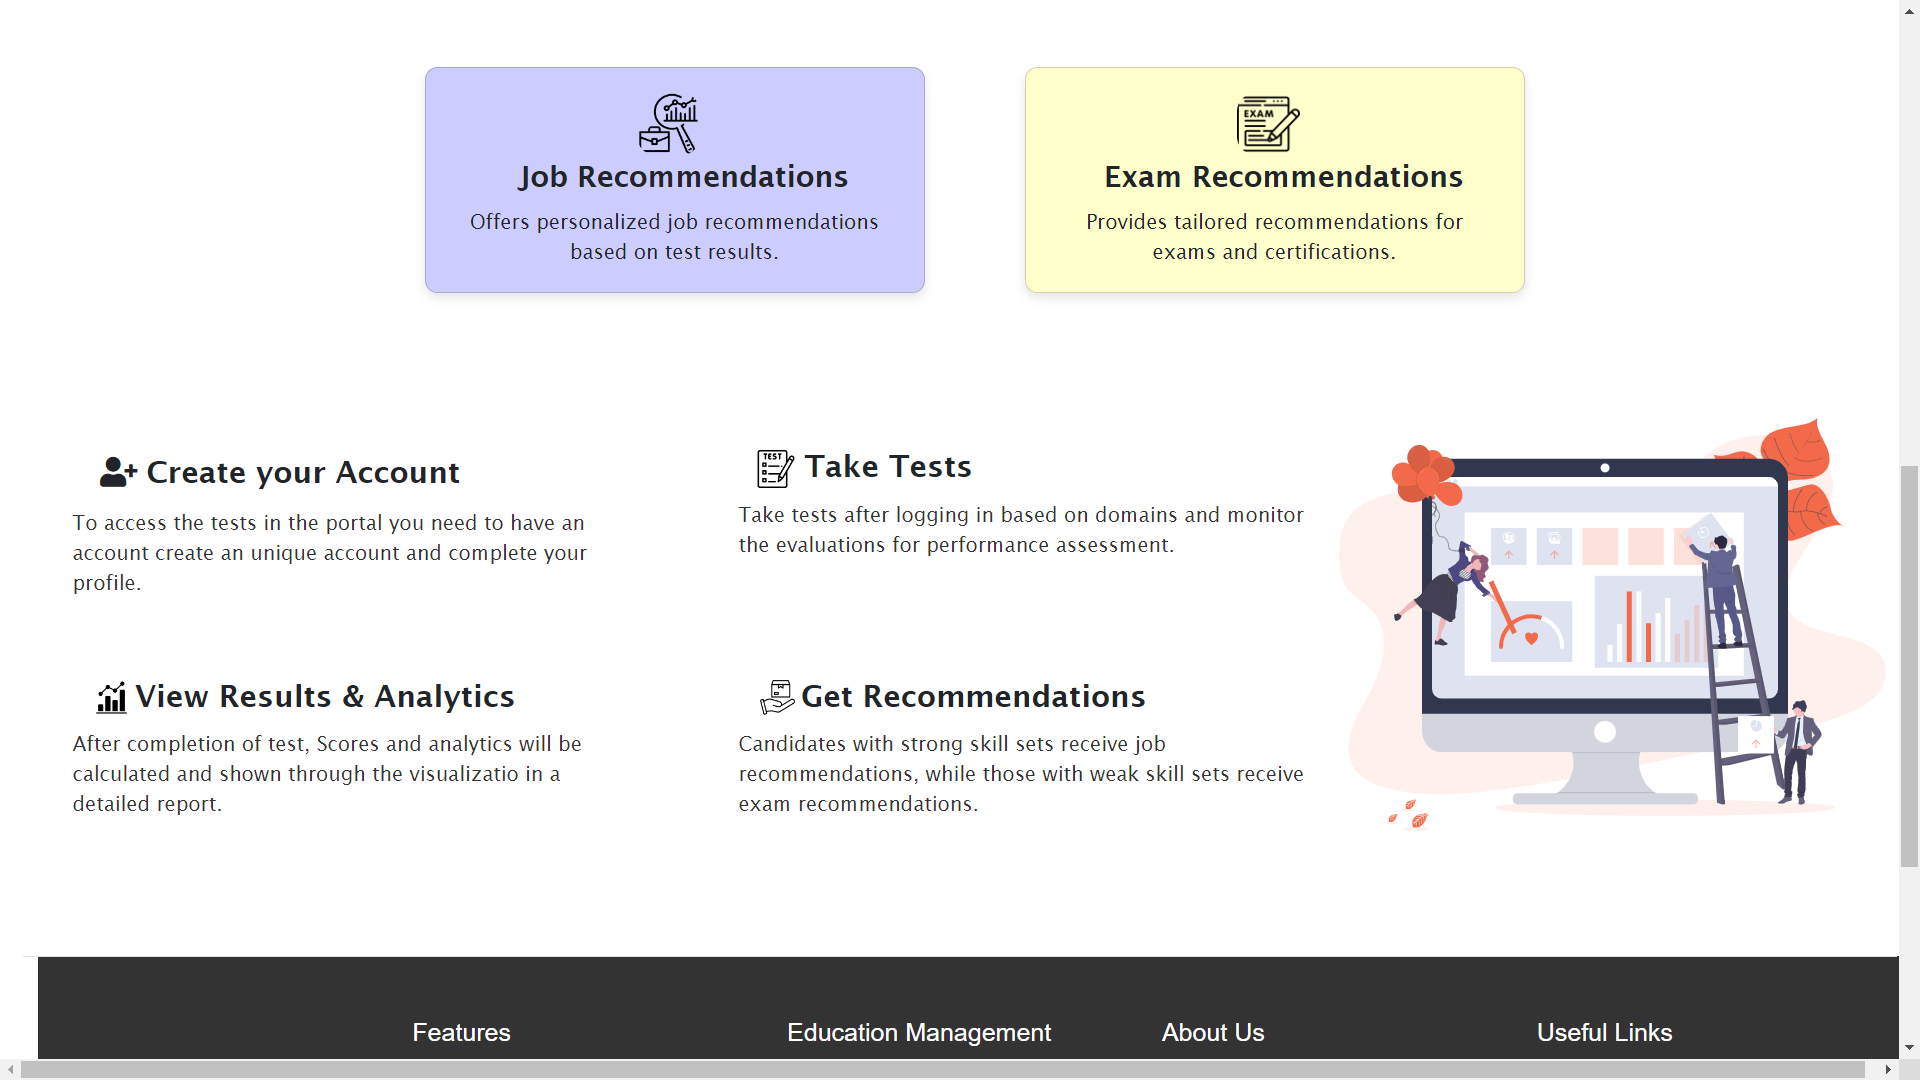 EXAM
Job Recommendations
Offers personalized job recommendations
based on test results.
Exam Recommendations
Provides tailored recommendations for
exams and certifications.
Create your Account
To access the tests in the portal you need to have an
account create an unique account and complete your
profile.
TEST
Take Tests
Take tests after logging in based on domains and monitor
the evaluations for performance assessment.
View Results & Analytics
After completion of test, Scores and analytics will be
calculated and shown through the visualizatio in a
detailed report.
Get Recommendations
Candidates with strong skill sets receive job
recommendations, while those with weak skill sets receive
exam recommendations.
Features
Education Management
About Us
Useful Links